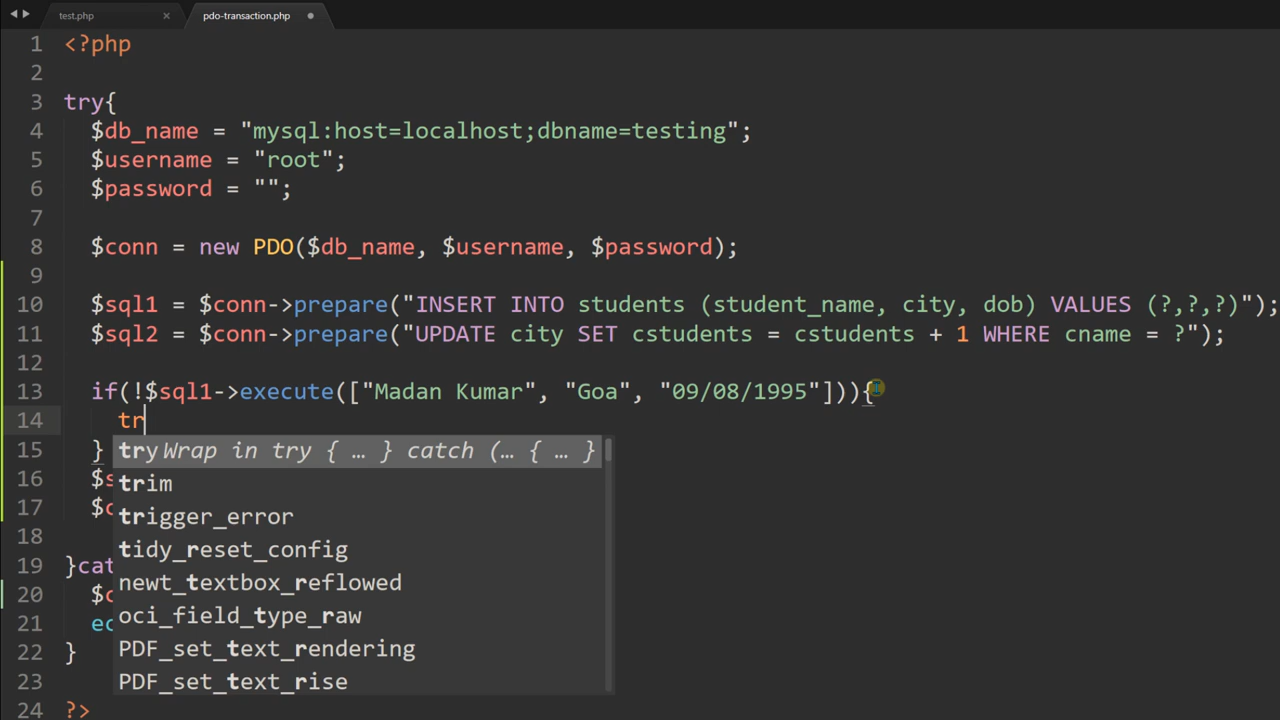 test.php × pdo-transaction.php
1 <?php
2
3 try{
4 $db_name = "mysql:host=localhost;dbname=testing";
5 $username = "root";
6 $password = "";
7
8 $conn = new PDO($db_name, $username, $password);
9
10 $sql1 = $conn->prepare("INSERT INTO students (student_name, city, dob) VALUES (?,?,?)");
11 $sql2 = $conn->prepare("UPDATE city SET cstudents = cstudents + 1 WHERE cname = ?");
12
13 if(!$sql1->execute(["Madan Kumar", "Goa", "09/08/1995"])){
14 tr
15 }
try Wrap in try { … } catch (… { … }
16 $s
trim
17 $c
trigger_error
18
tidy_reset_config
19 }cat
newt_textbox_reflowed
20 $c
oci_field_type_raw
21 ec
PDF_set_text_rendering
22 }
PDF_set_text_rise
23
24 ?>